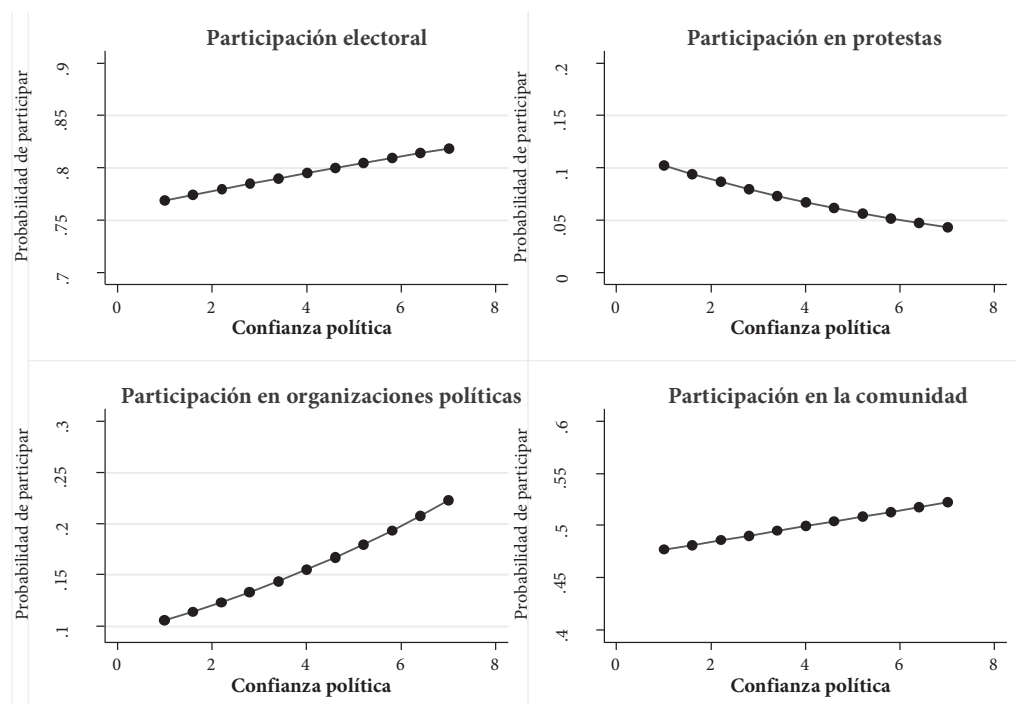 Participación electoral
Probabilidad de participar
.9
.85
.8
.75
.7
0 2 4 6 8
Confianza política
Participación en protestas
Probabilidad de participar
.2
.15
.1
.05
0
0 2 4 6 8
Confianza política
Participación en organizaciones políticas
Probabilidad de participar
.3
.25
.2
.15
.1
0 2 4 6 8
Confianza política
Participación en la comunidad
Probabilidad de participar
.6
.55
.5
.45
.4
0 2 4 6 8
Confianza política